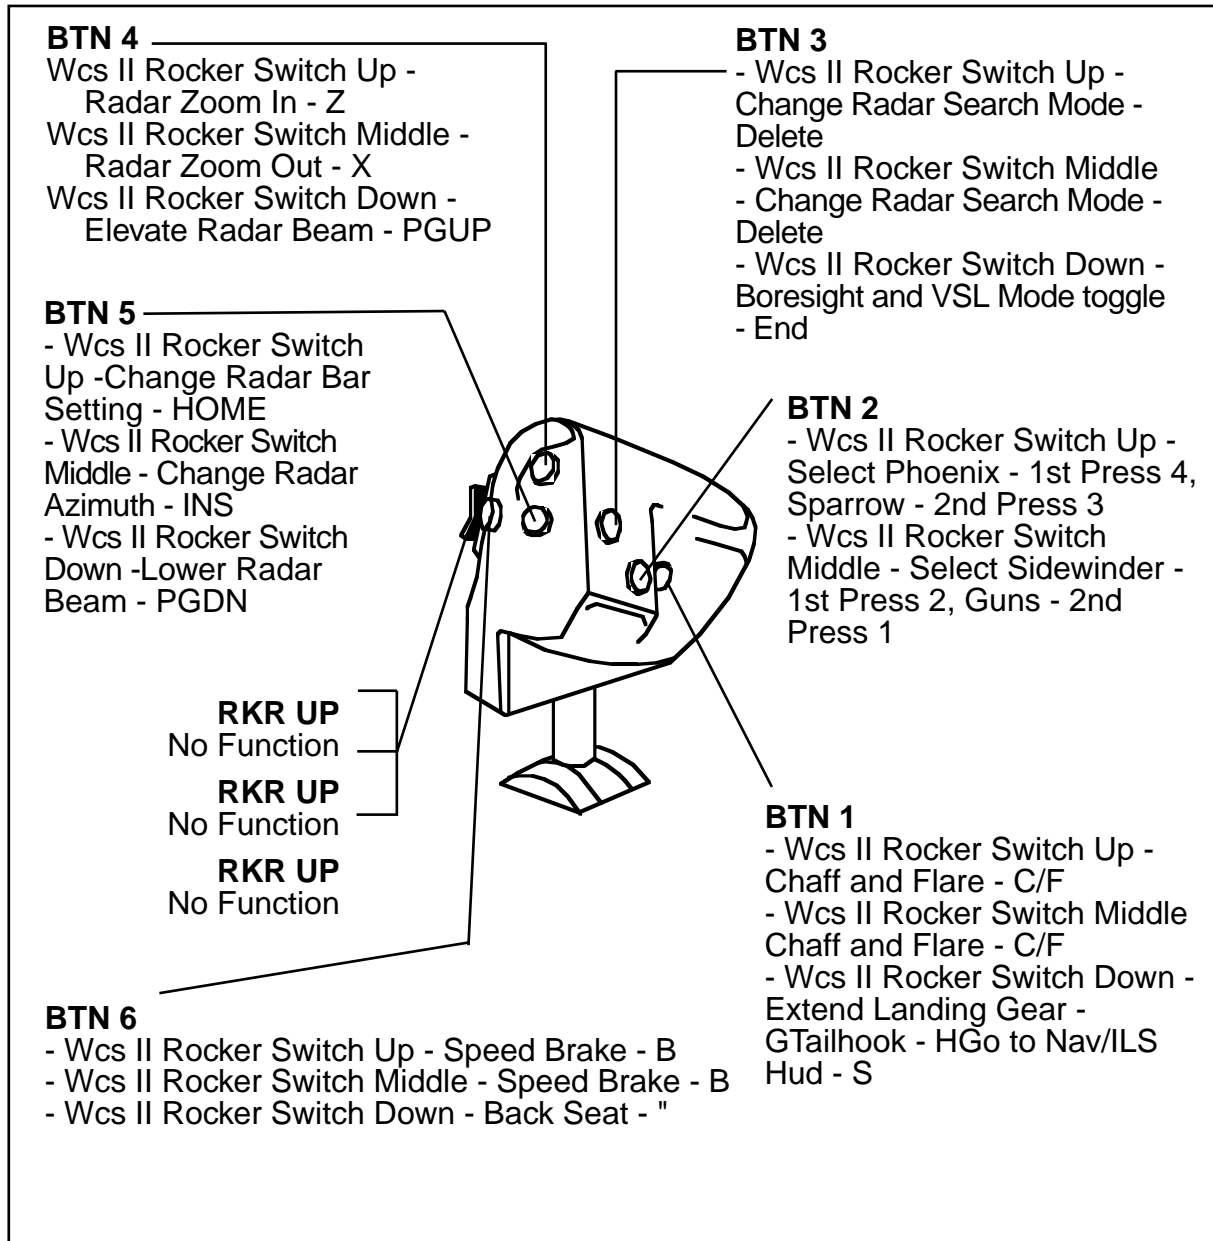 BTN 4
Wcs II Rocker Switch Up -
Radar Zoom In - Z
Wcs II Rocker Switch Middle -
Radar Zoom Out - X
Wcs II Rocker Switch Down -
Elevate Radar Beam - PGUP
BTN 3
- Wcs II Rocker Switch Up -
Change Radar Search Mode -
Delete
- Wcs II Rocker Switch Middle
- Change Radar Search Mode -
Delete
- Wcs II Rocker Switch Down -
Boresight and VSL Mode toggle
- End
BTN 5
- Wcs II Rocker Switch
Up -Change Radar Bar
Setting - HOME
- Wcs II Rocker Switch
Middle - Change Radar
Azimuth - INS
- Wcs II Rocker Switch
Down -Lower Radar
Beam - PGDN
BTN 2
- Wcs II Rocker Switch Up -
Select Phoenix - 1st Press 4,
Sparrow - 2nd Press 3
- Wcs II Rocker Switch
Middle - Select Sidewinder -
1st Press 2, Guns - 2nd
Press 1
RKR UP
No Function
RKR UP
No Function
RKR UP
No Function
BTN 1
- Wcs II Rocker Switch Up -
Chaff and Flare - C/F
- Wcs II Rocker Switch Middle
Chaff and Flare - C/F
- Wcs II Rocker Switch Down -
Extend Landing Gear -
GTailhook - HGo to Nav/ILS
Hud - S
BTN 6
- Wcs II Rocker Switch Up - Speed Brake - B
- Wcs II Rocker Switch Middle - Speed Brake - B
- Wcs II Rocker Switch Down - Back Seat - "